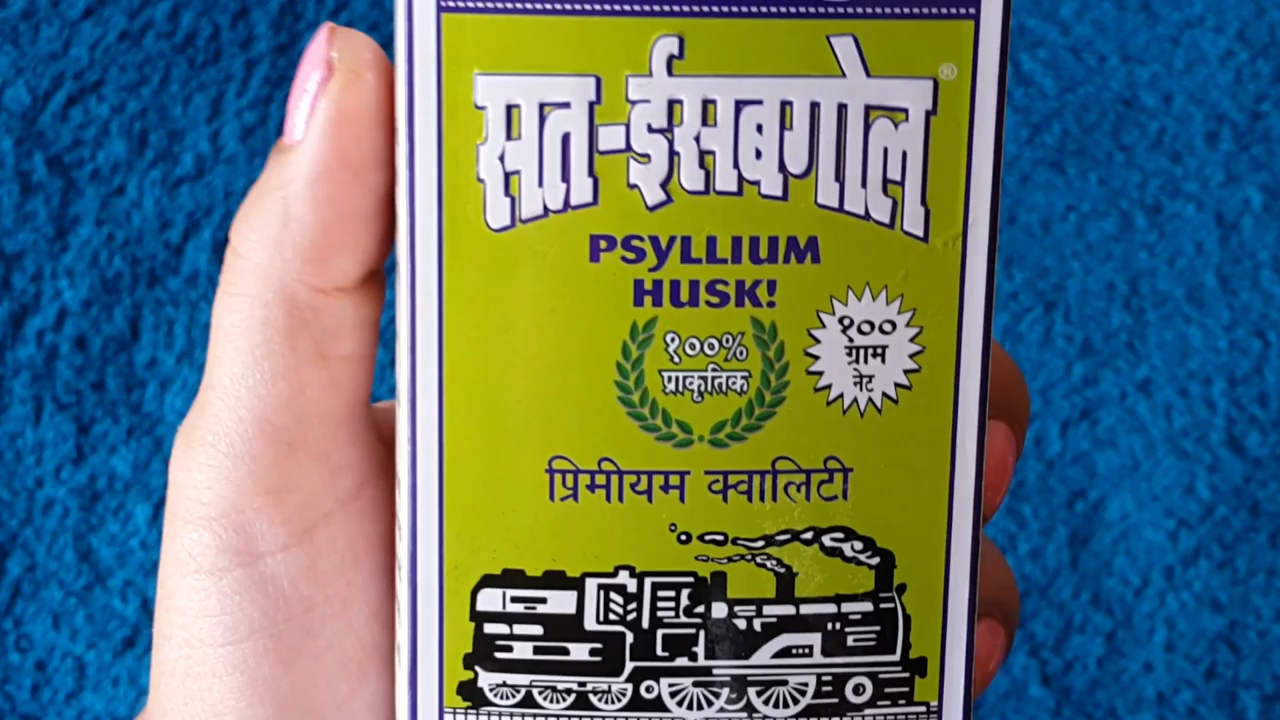 सत-ईसबगोल®
PSYLLIUM
HUSK!
१००%
प्राकृतिक
१००
ग्राम
नेट
प्रिमीयम क्वालिटी